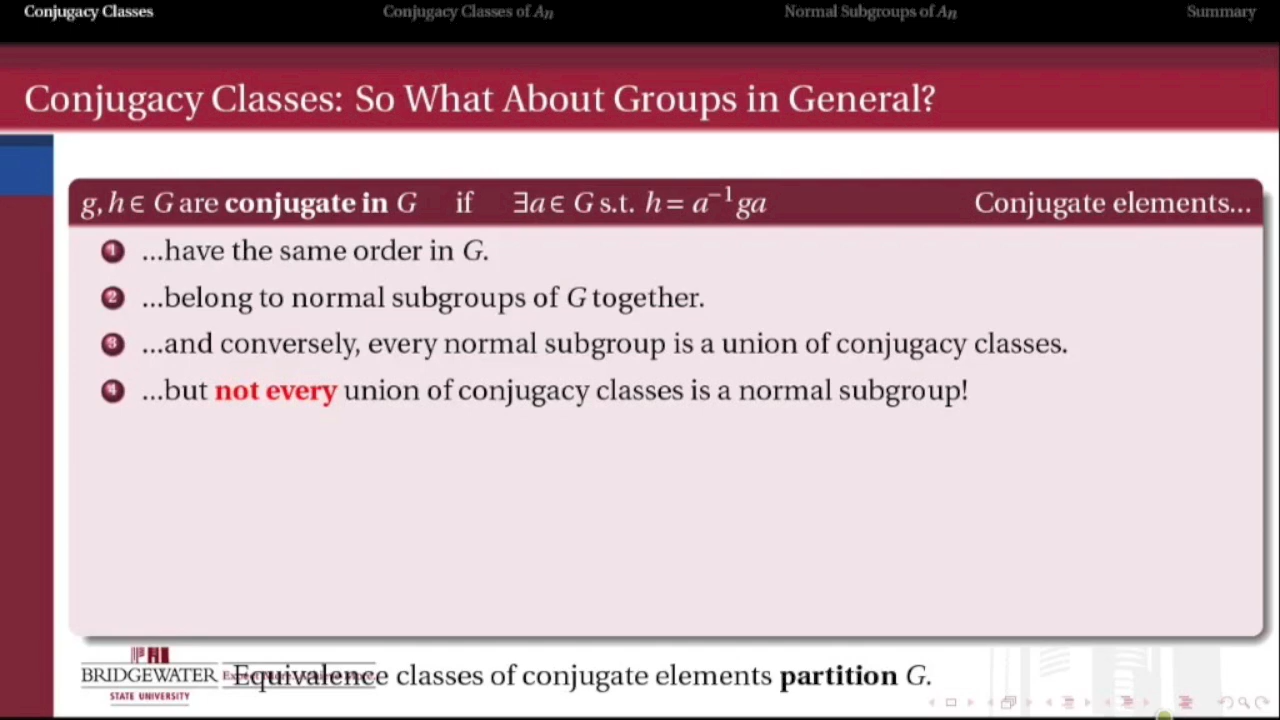 Conjugacy Classes Conjugacy Classes of Aₙ Normal Subgroups of Aₙ Summary
Conjugacy Classes: So What About Groups in General?
g, h ∈ G are conjugate in G if ∃a ∈ G s.t. h = a⁻¹ga Conjugate elements...
1 ...have the same order in G.
2 ...belong to normal subgroups of G together.
3 ...and conversely, every normal subgroup is a union of conjugacy classes.
4 ...but not every union of conjugacy classes is a normal subgroup!
BRIDGEWATER
STATE UNIVERSITY
Equivalence classes of conjugate elements partition G.